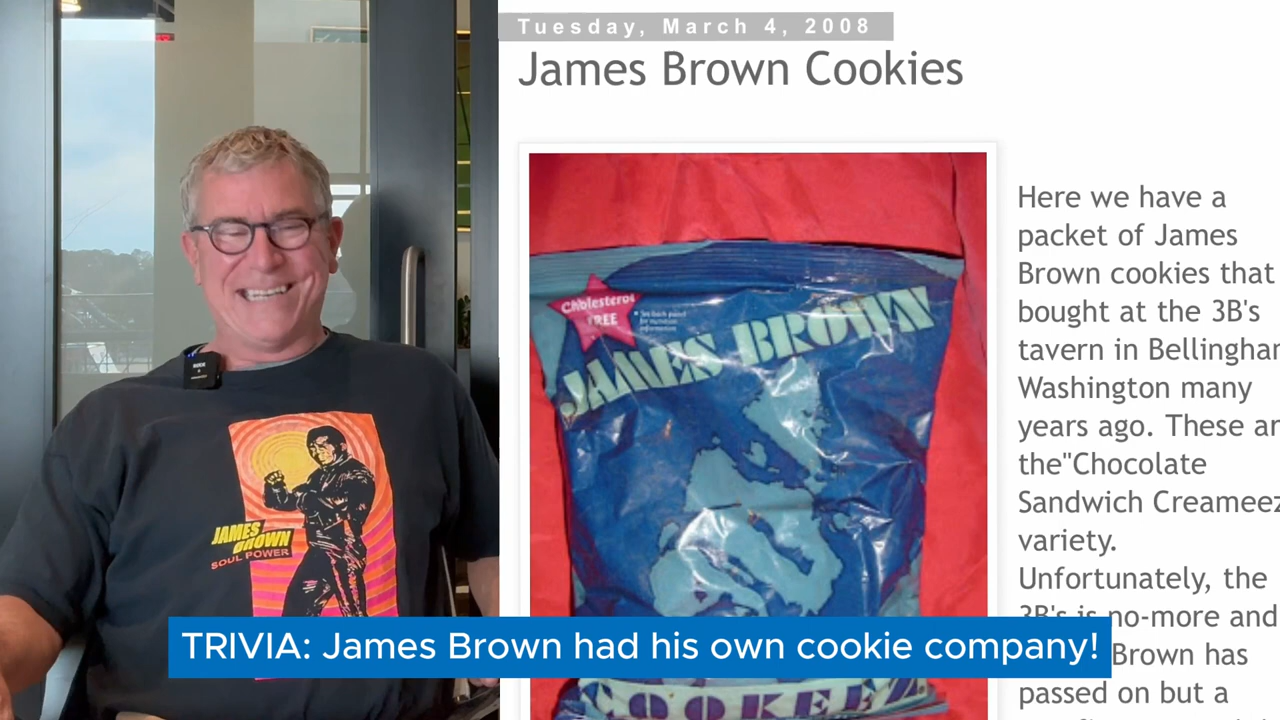 Tuesday, March 4, 2008
James Brown Cookies
Cholesterol
FREE
JAMES BROWN
COOKEEZ
JAMES
BROWN
SOUL POWER
Here we have a
packet of James
Brown cookies that
bought at the 3B's
tavern in Bellingham
Washington many
years ago. These are
the"Chocolate
Sandwich Creameez
variety.
Unfortunately, the
3B's is no-more and
Brown has
passed on but a
TRIVIA: James Brown had his own cookie company!